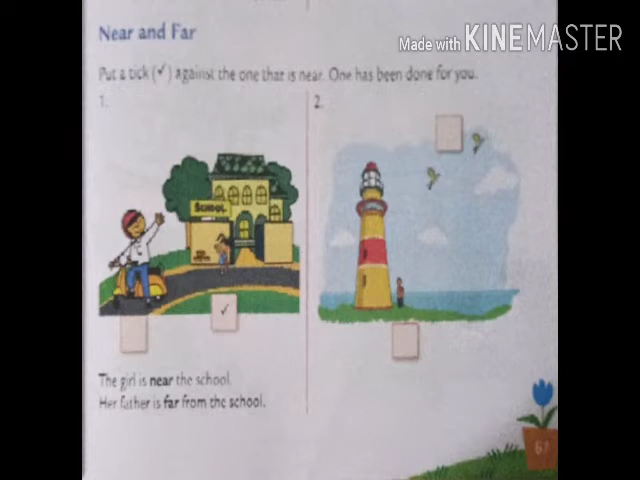 Made with KINEMASTER
Near and Far
Put a tick (✓) against the one that is near. One has been done for you.
1.
2.
SCHOOL
✓
The girl is near the school.
Her father is far from the school.
67